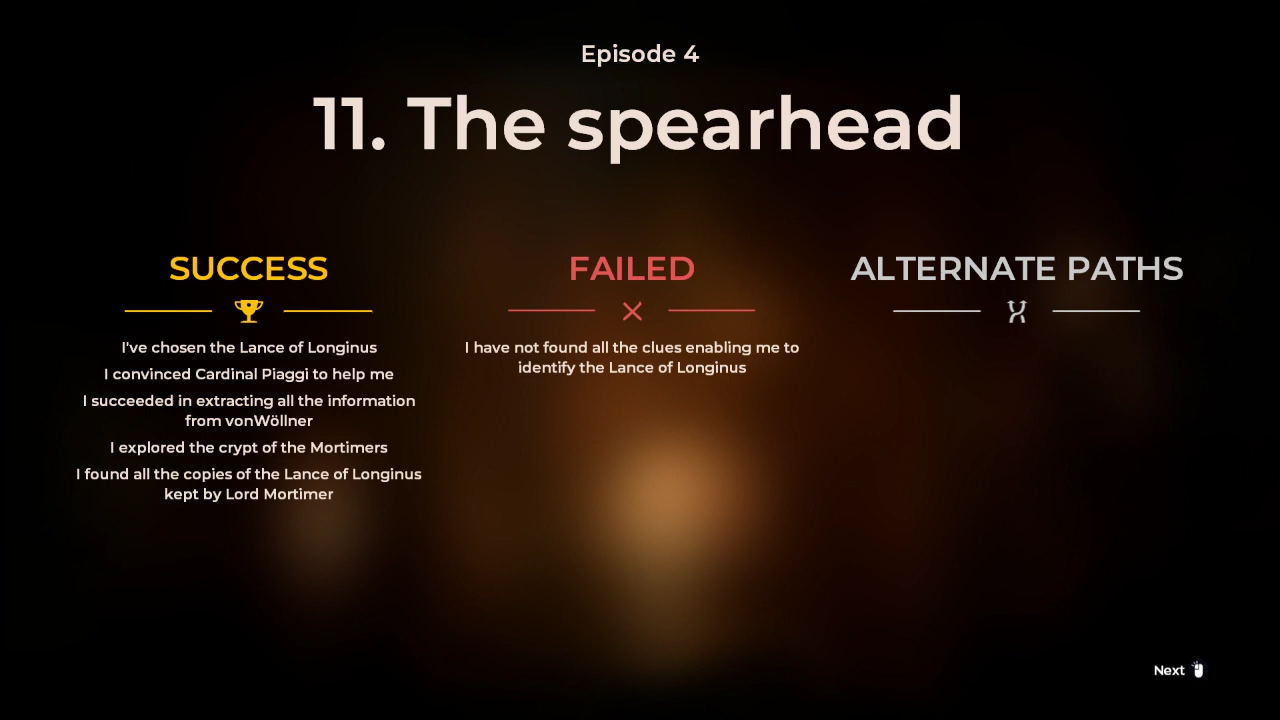 Episode 4
11. The spearhead
SUCCESS
I've chosen the Lance of Longinus
I convinced Cardinal Piaggi to help me
I succeeded in extracting all the information
from vonWöllner
I explored the crypt of the Mortimers
I found all the copies of the Lance of Longinus
kept by Lord Mortimer
FAILED
I have not found all the clues enabling me to
identify the Lance of Longinus
ALTERNATE PATHS
Next